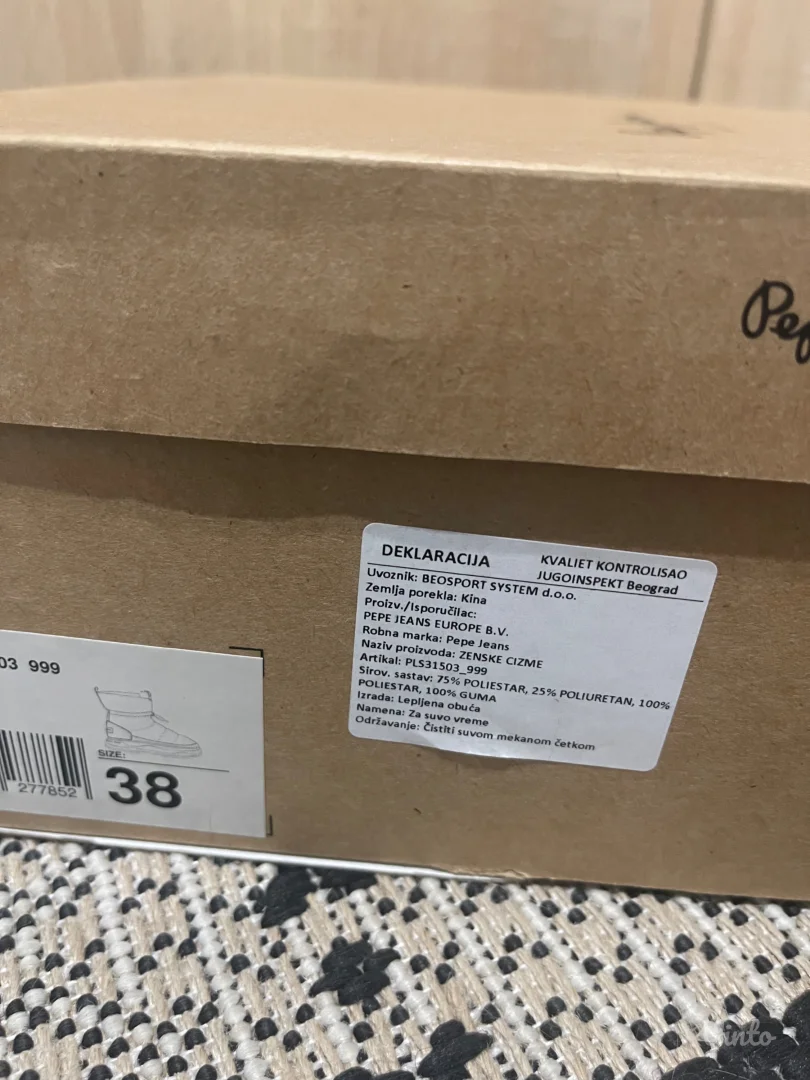 Pep
DEKLARACIJA
KVALIET KONTROLISAO
JUGOINSPEKT Beograd
Uvoznik: BEOSPORT SYSTEM d.o.o.
Zemlja porekla: Kina
Proizv./Isporučilac:
PEPE JEANS EUROPE B.V.
Robna marka: Pepe Jeans
Naziv proizvoda: ZENSKE CIZME
Artikal: PLS31503_999
Sirov. sastav: 75% POLIESTAR, 25% POLIURETAN, 100%
POLIESTAR, 100% GUMA
Izrada: Lepljena obuća
Namena: Za suvo vreme
Održavanje: Čistiti suvom mekanom četkom
03 999
SIZE:
38
277852